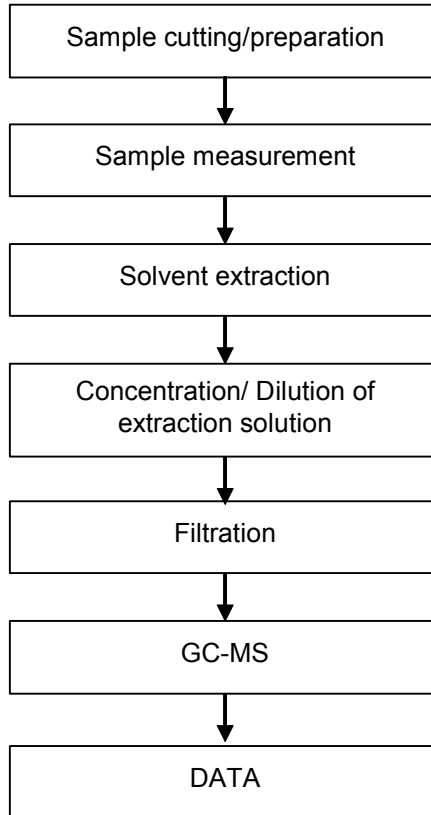 Sample cutting/preparation
Sample measurement
Solvent extraction
Concentration/ Dilution of
extraction solution
Filtration
GC-MS
DATA